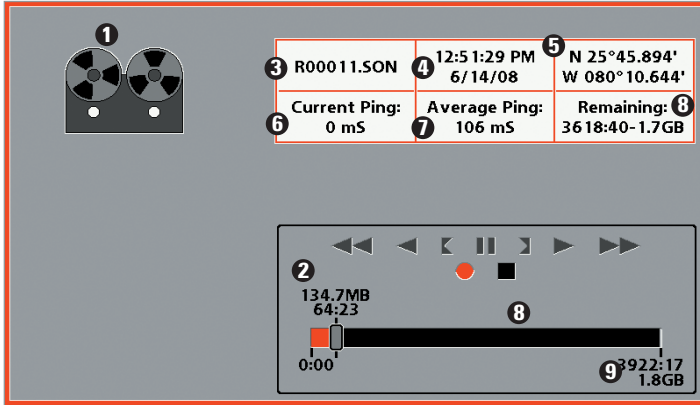 1
3 R00011.SON
4 12:51:29 PM
6/14/08
5 N 25°45.894'
W 080°10.644'
6 Current Ping:
0 mS
7 Average Ping:
106 mS
Remaining: 8
3618:40-1.7GB
2
134.7MB
64:23
8
0:00
9 3922:17
1.8GB